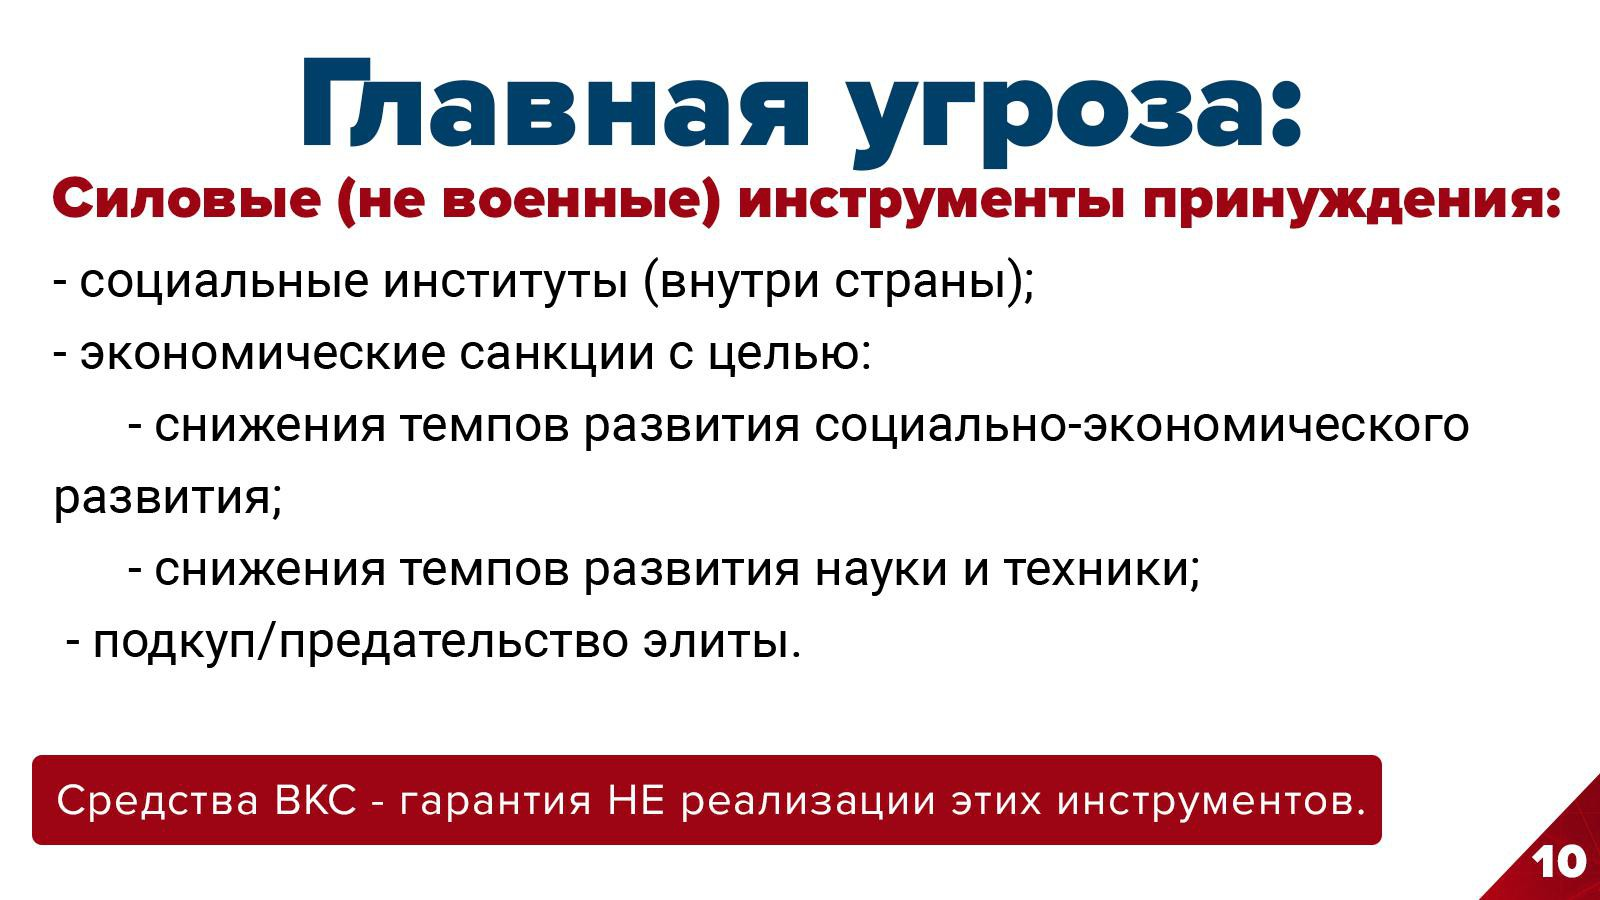 Главная угроза:
Силовые (не военные) инструменты принуждения:
- социальные институты (внутри страны);
- экономические санкции с целью:
- снижения темпов развития социально-экономического
развития;
- снижения темпов развития науки и техники;
- подкуп/предательство элиты.
Средства ВКС - гарантия НЕ реализации этих инструментов.
10